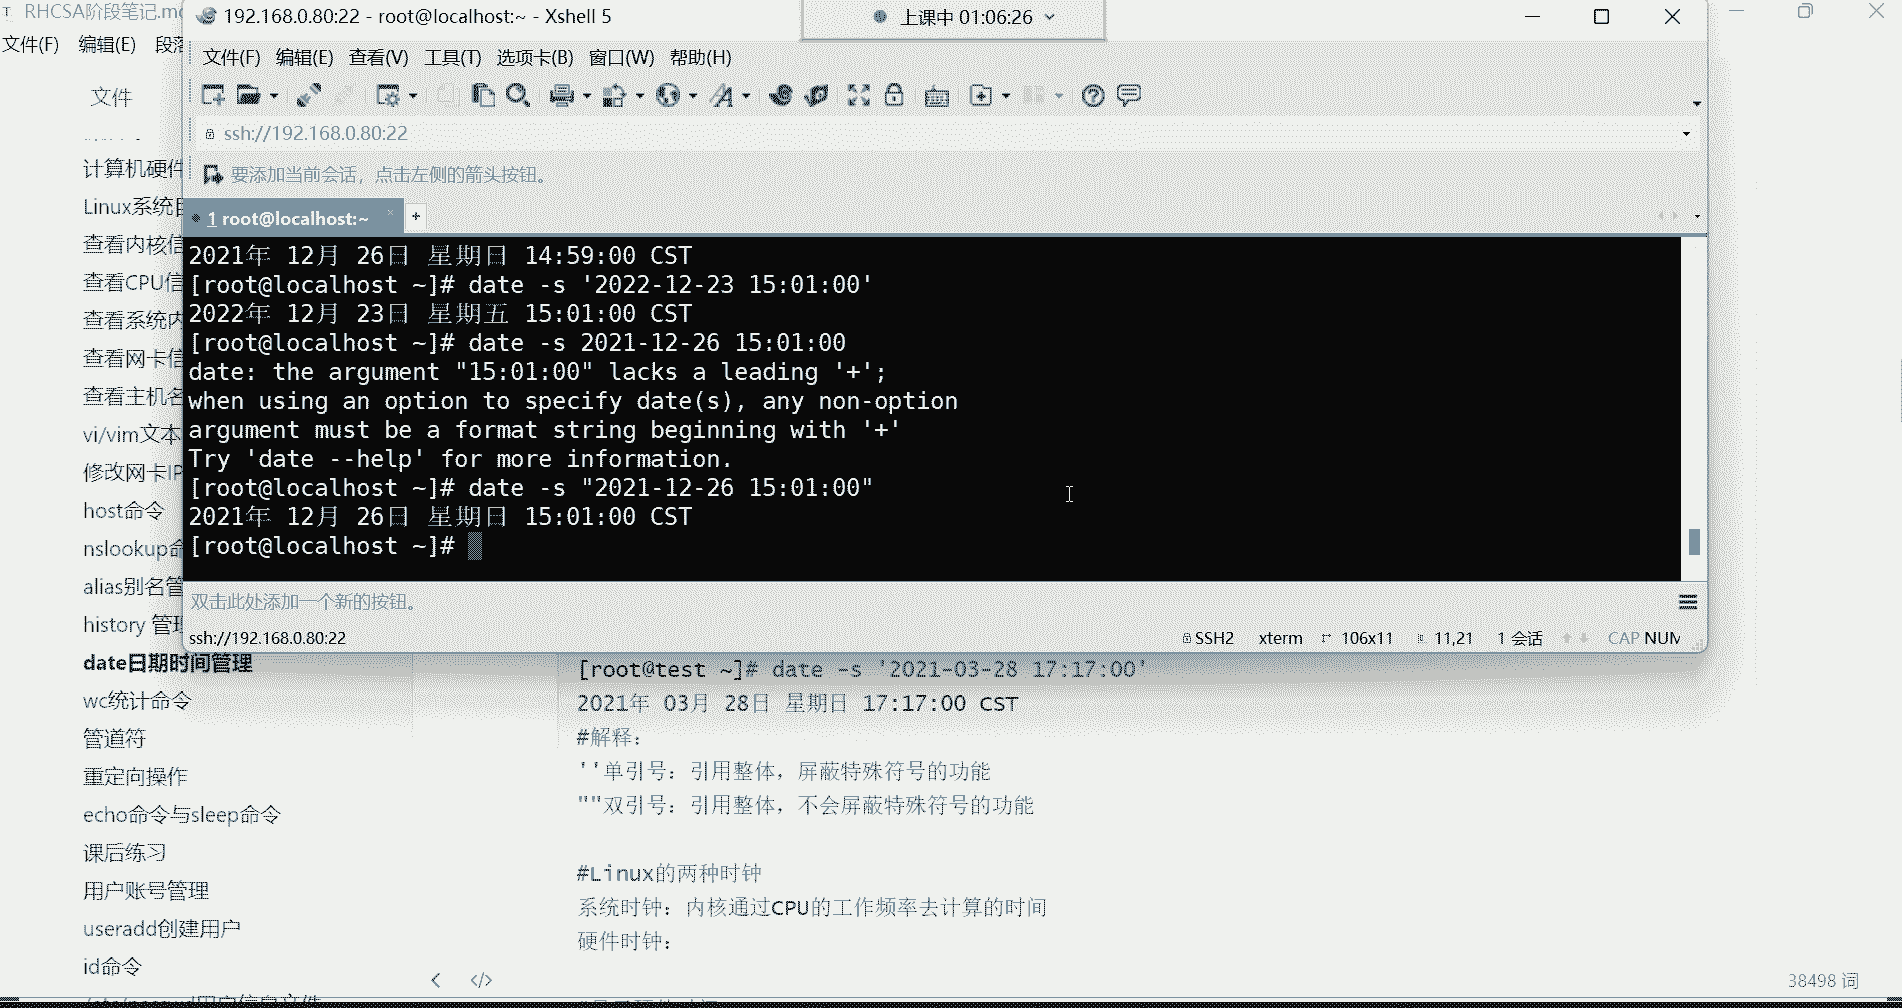 RHCSA阶段笔记.md
192.168.0.80:22 - root@localhost:~ - Xshell 5
上课中 01:06:26
文件(F) 编辑(E) 段落
文件(F) 编辑(E) 查看(V) 工具(T) 选项卡(B) 窗口(W) 帮助(H)
文件
ssh://192.168.0.80:22
要添加当前会话，点击左侧的箭头按钮。
1 root@localhost:~
计算机硬件
Linux系统目
查看内核信
查看CPU信
查看系统内
查看网卡信
查看主机名
vi/vim文本
修改网卡IP
host命令
nslookup命
alias别名管
history 管理
date日期时间管理
wc统计命令
管道符
重定向操作
echo命令与sleep命令
课后练习
用户账号管理
useradd创建用户
id命令
2021年 12月 26日 星期日 14:59:00 CST
[root@localhost ~]# date -s '2022-12-23 15:01:00'
2022年 12月 23日 星期五 15:01:00 CST
[root@localhost ~]# date -s 2021-12-26 15:01:00
date: the argument "15:01:00" lacks a leading '+';
when using an option to specify date(s), any non-option
argument must be a format string beginning with '+'
Try 'date --help' for more information.
[root@localhost ~]# date -s "2021-12-26 15:01:00"
2021年 12月 26日 星期日 15:01:00 CST
[root@localhost ~]#
双击此处添加一个新的按钮。
ssh://192.168.0.80:22 SSH2 xterm 106x11 11,21 1 会话 CAP NUM
[root@test ~]# date -s '2021-03-28 17:17:00'
2021年 03月 28日 星期日 17:17:00 CST
#解释：
''单引号：引用整体，屏蔽特殊符号的功能
""双引号：引用整体，不会屏蔽特殊符号的功能
#Linux的两种时钟
系统时钟：内核通过CPU的工作频率去计算的时间
硬件时钟：
38498 词